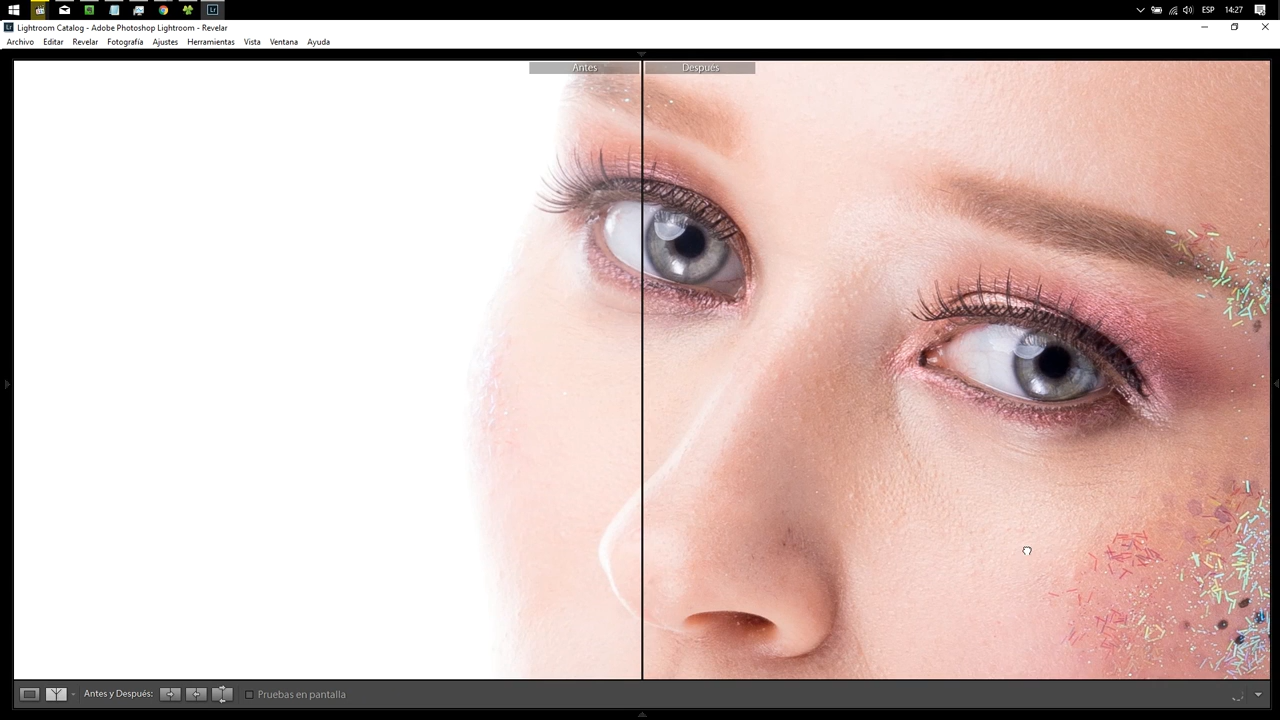 ESP 14:27
Lightroom Catalog - Adobe Photoshop Lightroom - Revelar
Archivo Editar Revelar Fotografía Ajustes Herramientas Vista Ventana Ayuda
Antes Después
Antes y Después: Pruebas en pantalla